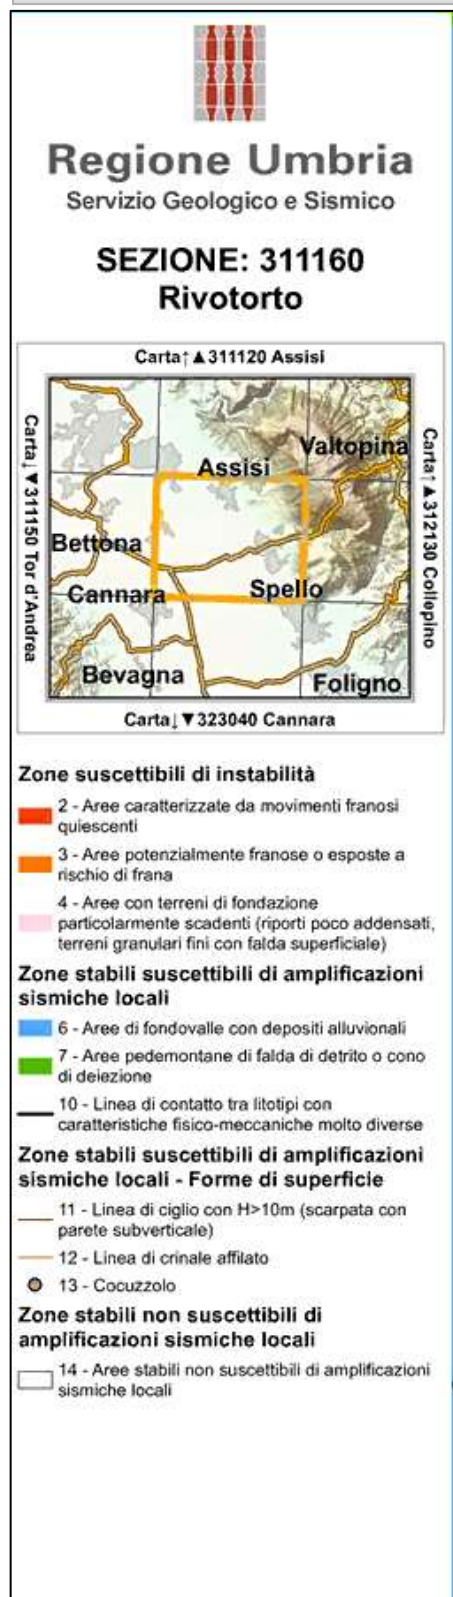 Regione Umbria
Servizio Geologico e Sismico
SEZIONE: 311160
Rivotorto
Carta↑▲311120 Assisi
Carta↓▼311150 Tor d'Andrea
Valtopina
Assisi
Bettona
Cannara
Spello
Bevagna
Foligno
Carta↑▲312130 Collepino
Carta↓▼323040 Cannara
Zone suscettibili di instabilità
2 - Aree caratterizzate da movimenti franosi
quiescenti
3 - Aree potenzialmente franose o esposte a
rischio di frana
4 - Aree con terreni di fondazione
particolarmente scadenti (riporti poco addensati,
terreni granulari fini con falda superficiale)
Zone stabili suscettibili di amplificazioni
sismiche locali
6 - Aree di fondovalle con depositi alluvionali
7 - Aree pedemontane di falda di detrito o cono
di deiezione
10 - Linea di contatto tra litotipi con
caratteristiche fisico-meccaniche molto diverse
Zone stabili suscettibili di amplificazioni
sismiche locali - Forme di superficie
11 - Linea di ciglio con H>10m (scarpata con
parete subverticale)
12 - Linea di crinale affilato
13 - Cocuzzolo
Zone stabili non suscettibili di
amplificazioni sismiche locali
14 - Aree stabili non suscettibili di amplificazioni
sismiche locali